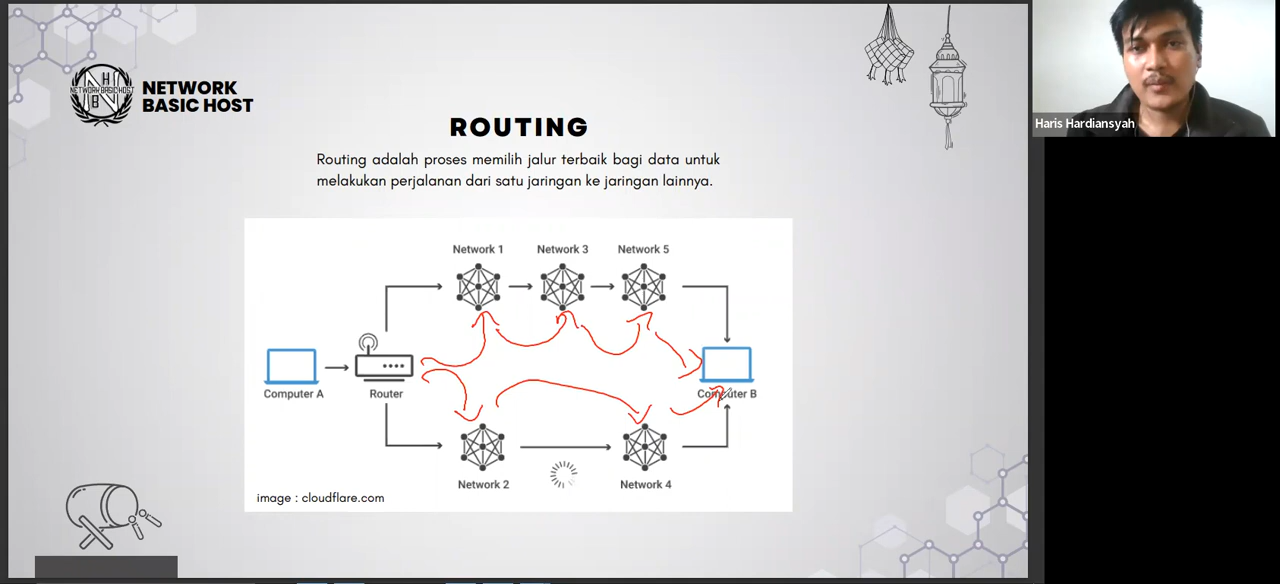 NETWORK BASIC HOST
H
N
B
NETWORK
BASIC HOST
ROUTING
Routing adalah proses memilih jalur terbaik bagi data untuk
melakukan perjalanan dari satu jaringan ke jaringan lainnya.
Network 1
Network 3
Network 5
Computer A
Router
Computer B
Network 2
Network 4
image : cloudflare.com
Haris Hardiansyah